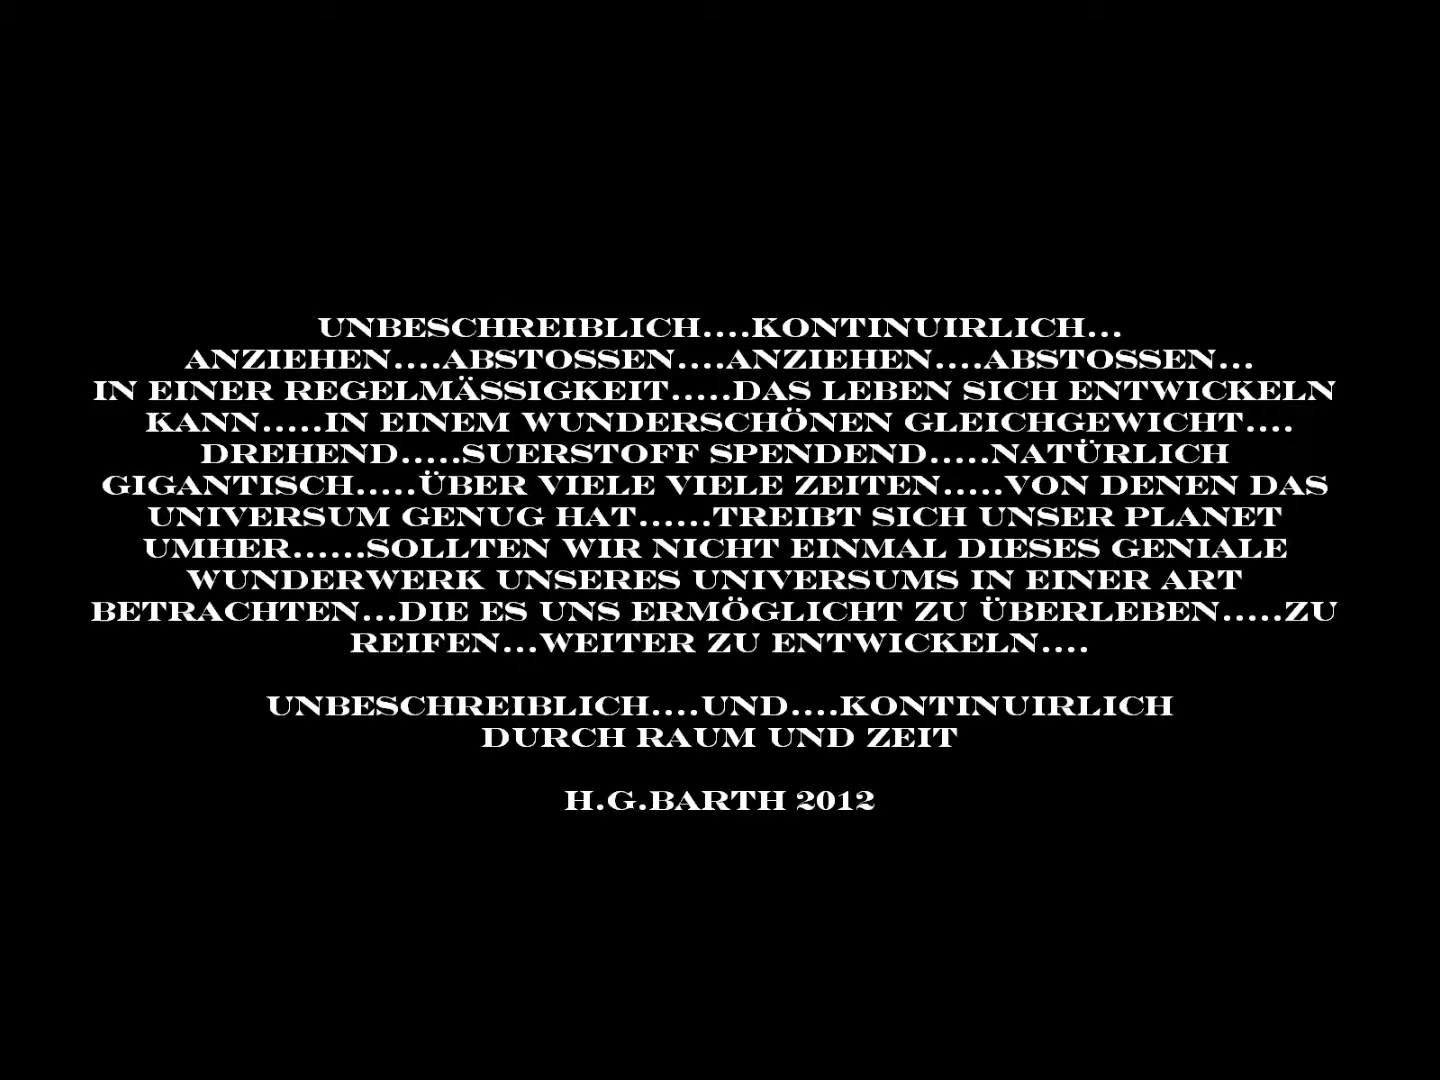 UNBESCHREIBLICH....KONTINUIRLICH...
ANZIEHEN....ABSTOSSEN....ANZIEHEN....ABSTOSSEN...
IN EINER REGELMÄSSIGKEIT.....DAS LEBEN SICH ENTWICKELN
KANN.....IN EINEM WUNDERSCHÖNEN GLEICHGEWICHT....
DREHEND.....SUERSTOFF SPENDEND.....NATÜRLICH
GIGANTISCH.....ÜBER VIELE VIELE ZEITEN.....VON DENEN DAS
UNIVERSUM GENUG HAT......TREIBT SICH UNSER PLANET
UMHER......SOLLTEN WIR NICHT EINMAL DIESES GENIALE
WUNDERWERK UNSERES UNIVERSUMS IN EINER ART
BETRACHTEN...DIE ES UNS ERMÖGLICHT ZU ÜBERLEBEN.....ZU
REIFEN...WEITER ZU ENTWICKELN....
UNBESCHREIBLICH....UND....KONTINUIRLICH
DURCH RAUM UND ZEIT
H.G.BARTH 2012